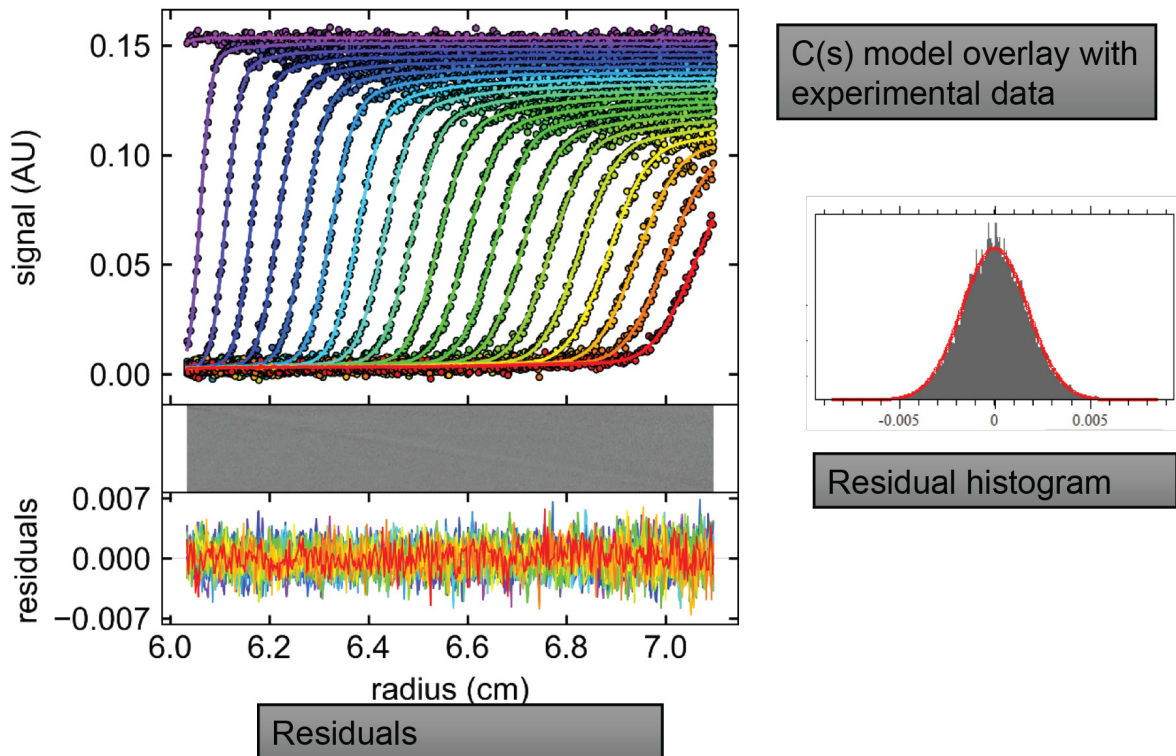 0.15
0.10
0.05
0.00
signal (AU)
0.007
0.000
−0.007
residuals
6.0 6.2 6.4 6.6 6.8 7.0
radius (cm)
Residuals
C(s) model overlay with
experimental data
-0.005 0 0.005
Residual histogram